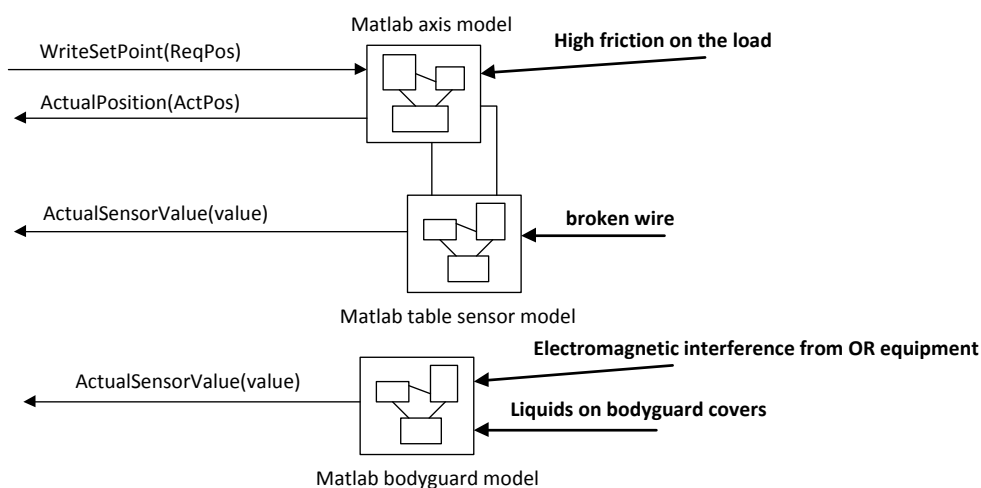 Matlab axis model
High friction on the load
WriteSetPoint(ReqPos)
ActualPosition(ActPos)
ActualSensorValue(value)
broken wire
Matlab table sensor model
Electromagnetic interference from OR equipment
ActualSensorValue(value)
Liquids on bodyguard covers
Matlab bodyguard model